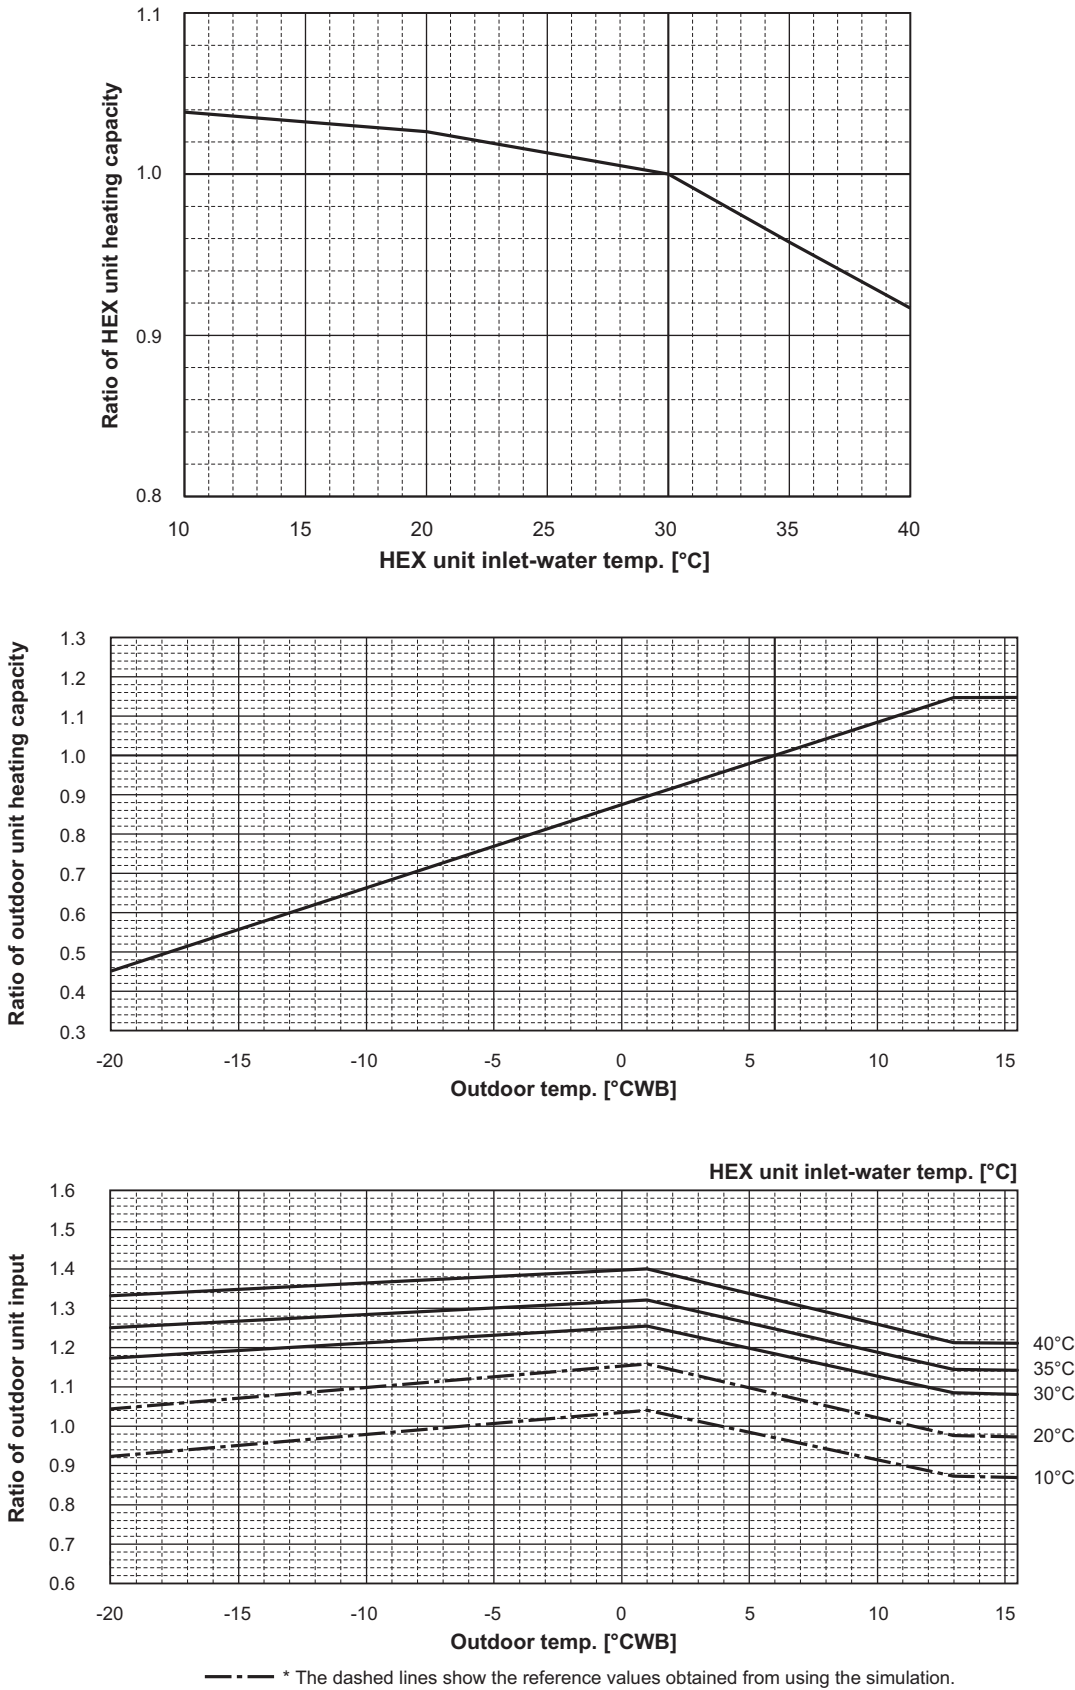 1.1
1.0
0.9
0.8
Ratio of HEX unit heating capacity
10 15 20 25 30 35 40
HEX unit inlet-water temp. [°C]
1.3
1.2
1.1
1.0
0.9
0.8
0.7
0.6
0.5
0.4
0.3
Ratio of outdoor unit heating capacity
-20 -15 -10 -5 0 5 10 15
Outdoor temp. [°CWB]
HEX unit inlet-water temp. [°C]
1.6
1.5
1.4
1.3
1.2
1.1
1.0
0.9
0.8
0.7
0.6
Ratio of outdoor unit input
40°C
35°C
30°C
20°C
10°C
-20 -15 -10 -5 0 5 10 15
Outdoor temp. [°CWB]
* The dashed lines show the reference values obtained from using the simulation.